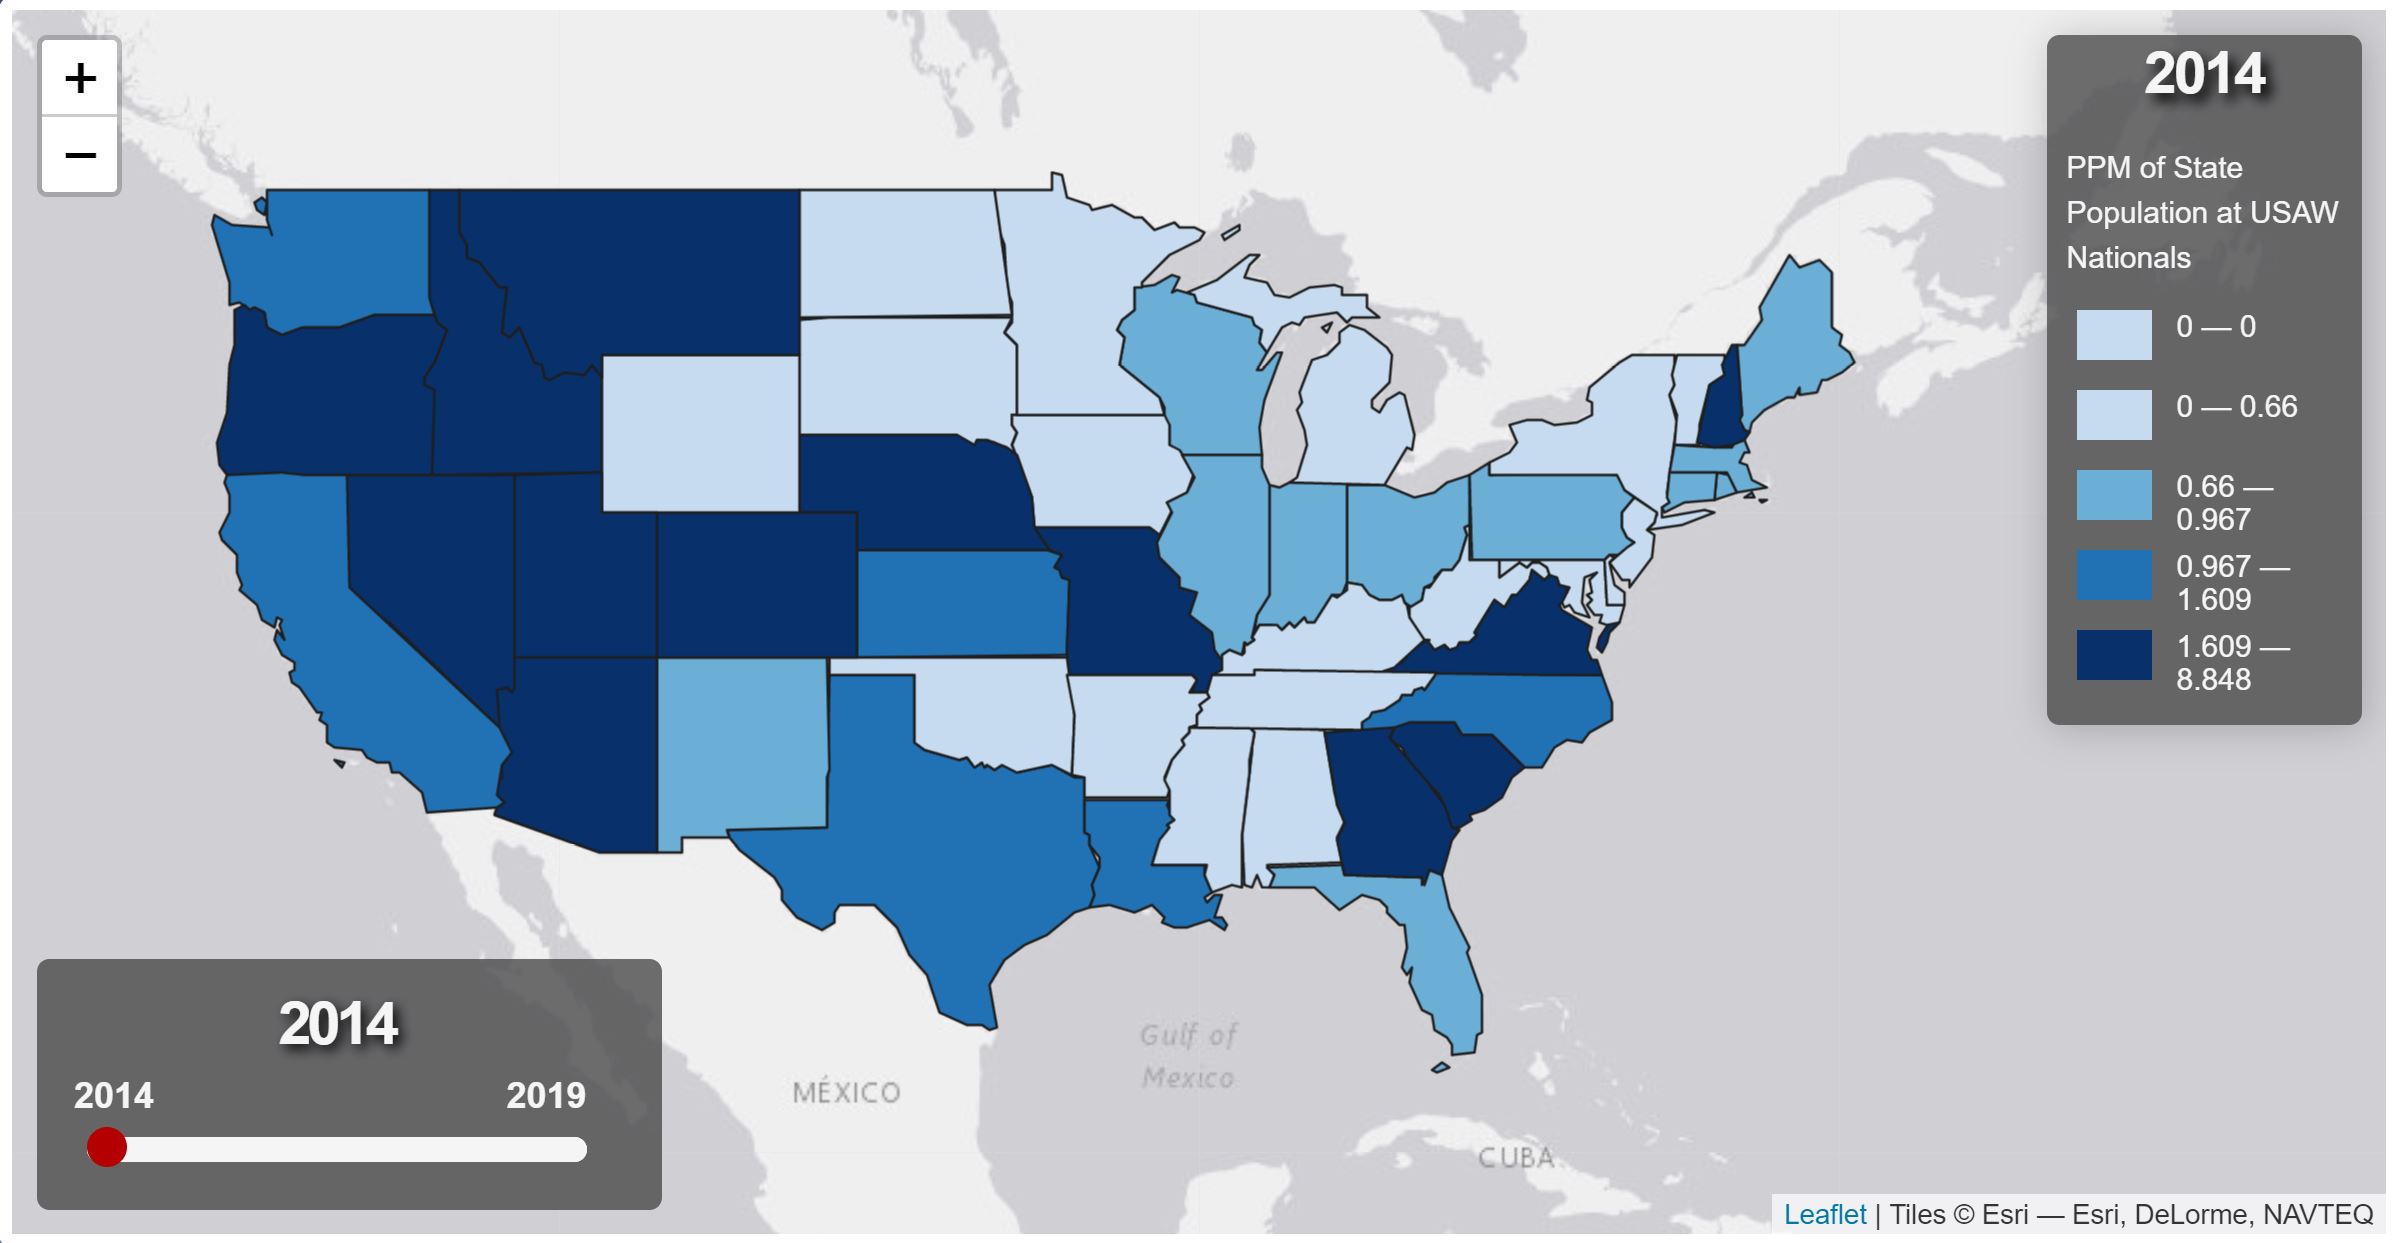 +
−
2014
PPM of State
Population at USAW
Nationals
0 — 0
0 — 0.66
0.66 —
0.967
0.967 —
1.609
1.609 —
8.848
2014
2014 2019
Gulf of
Mexico
MÉXICO
CUBA
Leaflet | Tiles © Esri — Esri, DeLorme, NAVTEQ